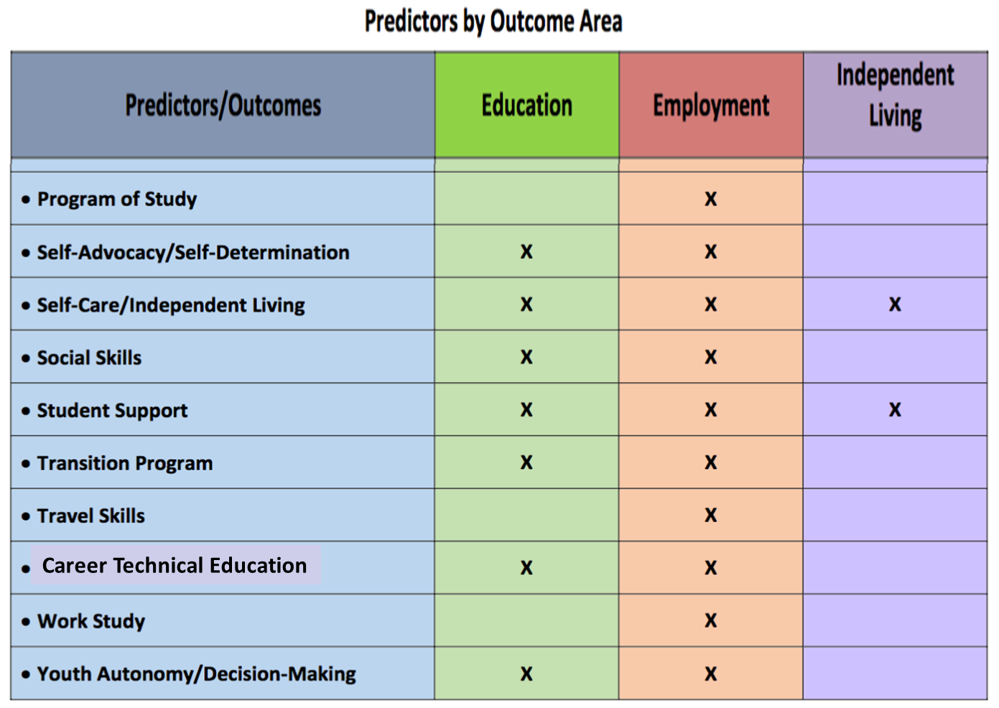 Predictors by Outcome Area
Predictors/Outcomes Education Employment Independent
Living
• Program of Study X
• Self-Advocacy/Self-Determination X X
• Self-Care/Independent Living X X X
• Social Skills X X
• Student Support X X X
• Transition Program X X
• Travel Skills X
• Career Technical Education X X
• Work Study X
• Youth Autonomy/Decision-Making X X